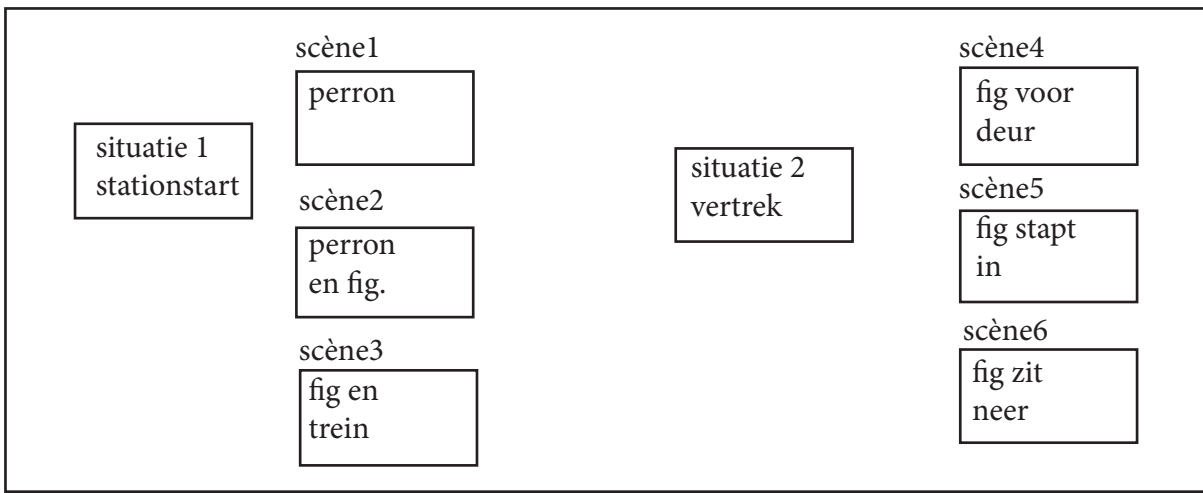 situatie 1
stationstart
scène1
perron
scène2
perron
en fig.
scène3
fig en
trein
situatie 2
vertrek
scène4
fig voor
deur
scène5
fig stapt
in
scène6
fig zit
neer